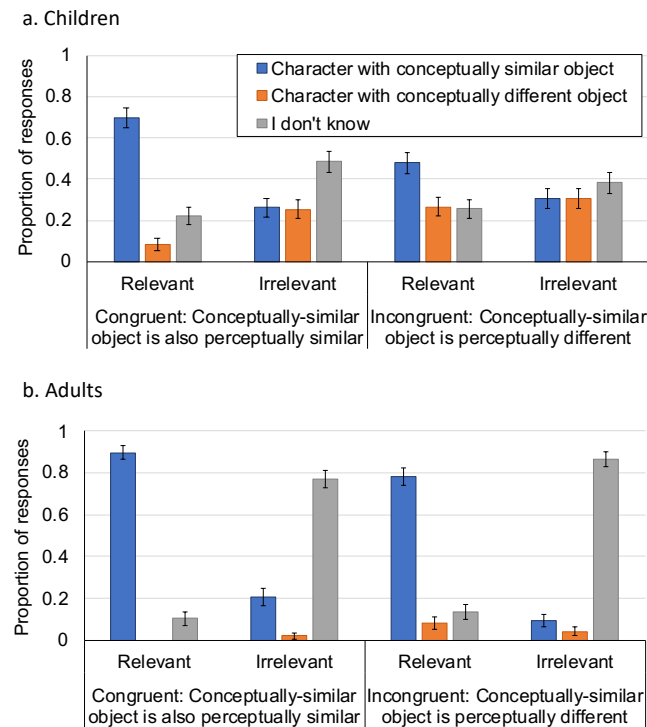 a. Children
Proportion of responses
1
0.8
0.6
0.4
0.2
0
Character with conceptually similar object
Character with conceptually different object
I don't know
Relevant
Irrelevant
Relevant
Irrelevant
Congruent: Conceptually-similar
object is also perceptually similar
Incongruent: Conceptually-similar
object is perceptually different
b. Adults
Proportion of responses
1
0.8
0.6
0.4
0.2
0
Relevant
Irrelevant
Relevant
Irrelevant
Congruent: Conceptually-similar
object is also perceptually similar
Incongruent: Conceptually-similar
object is perceptually different